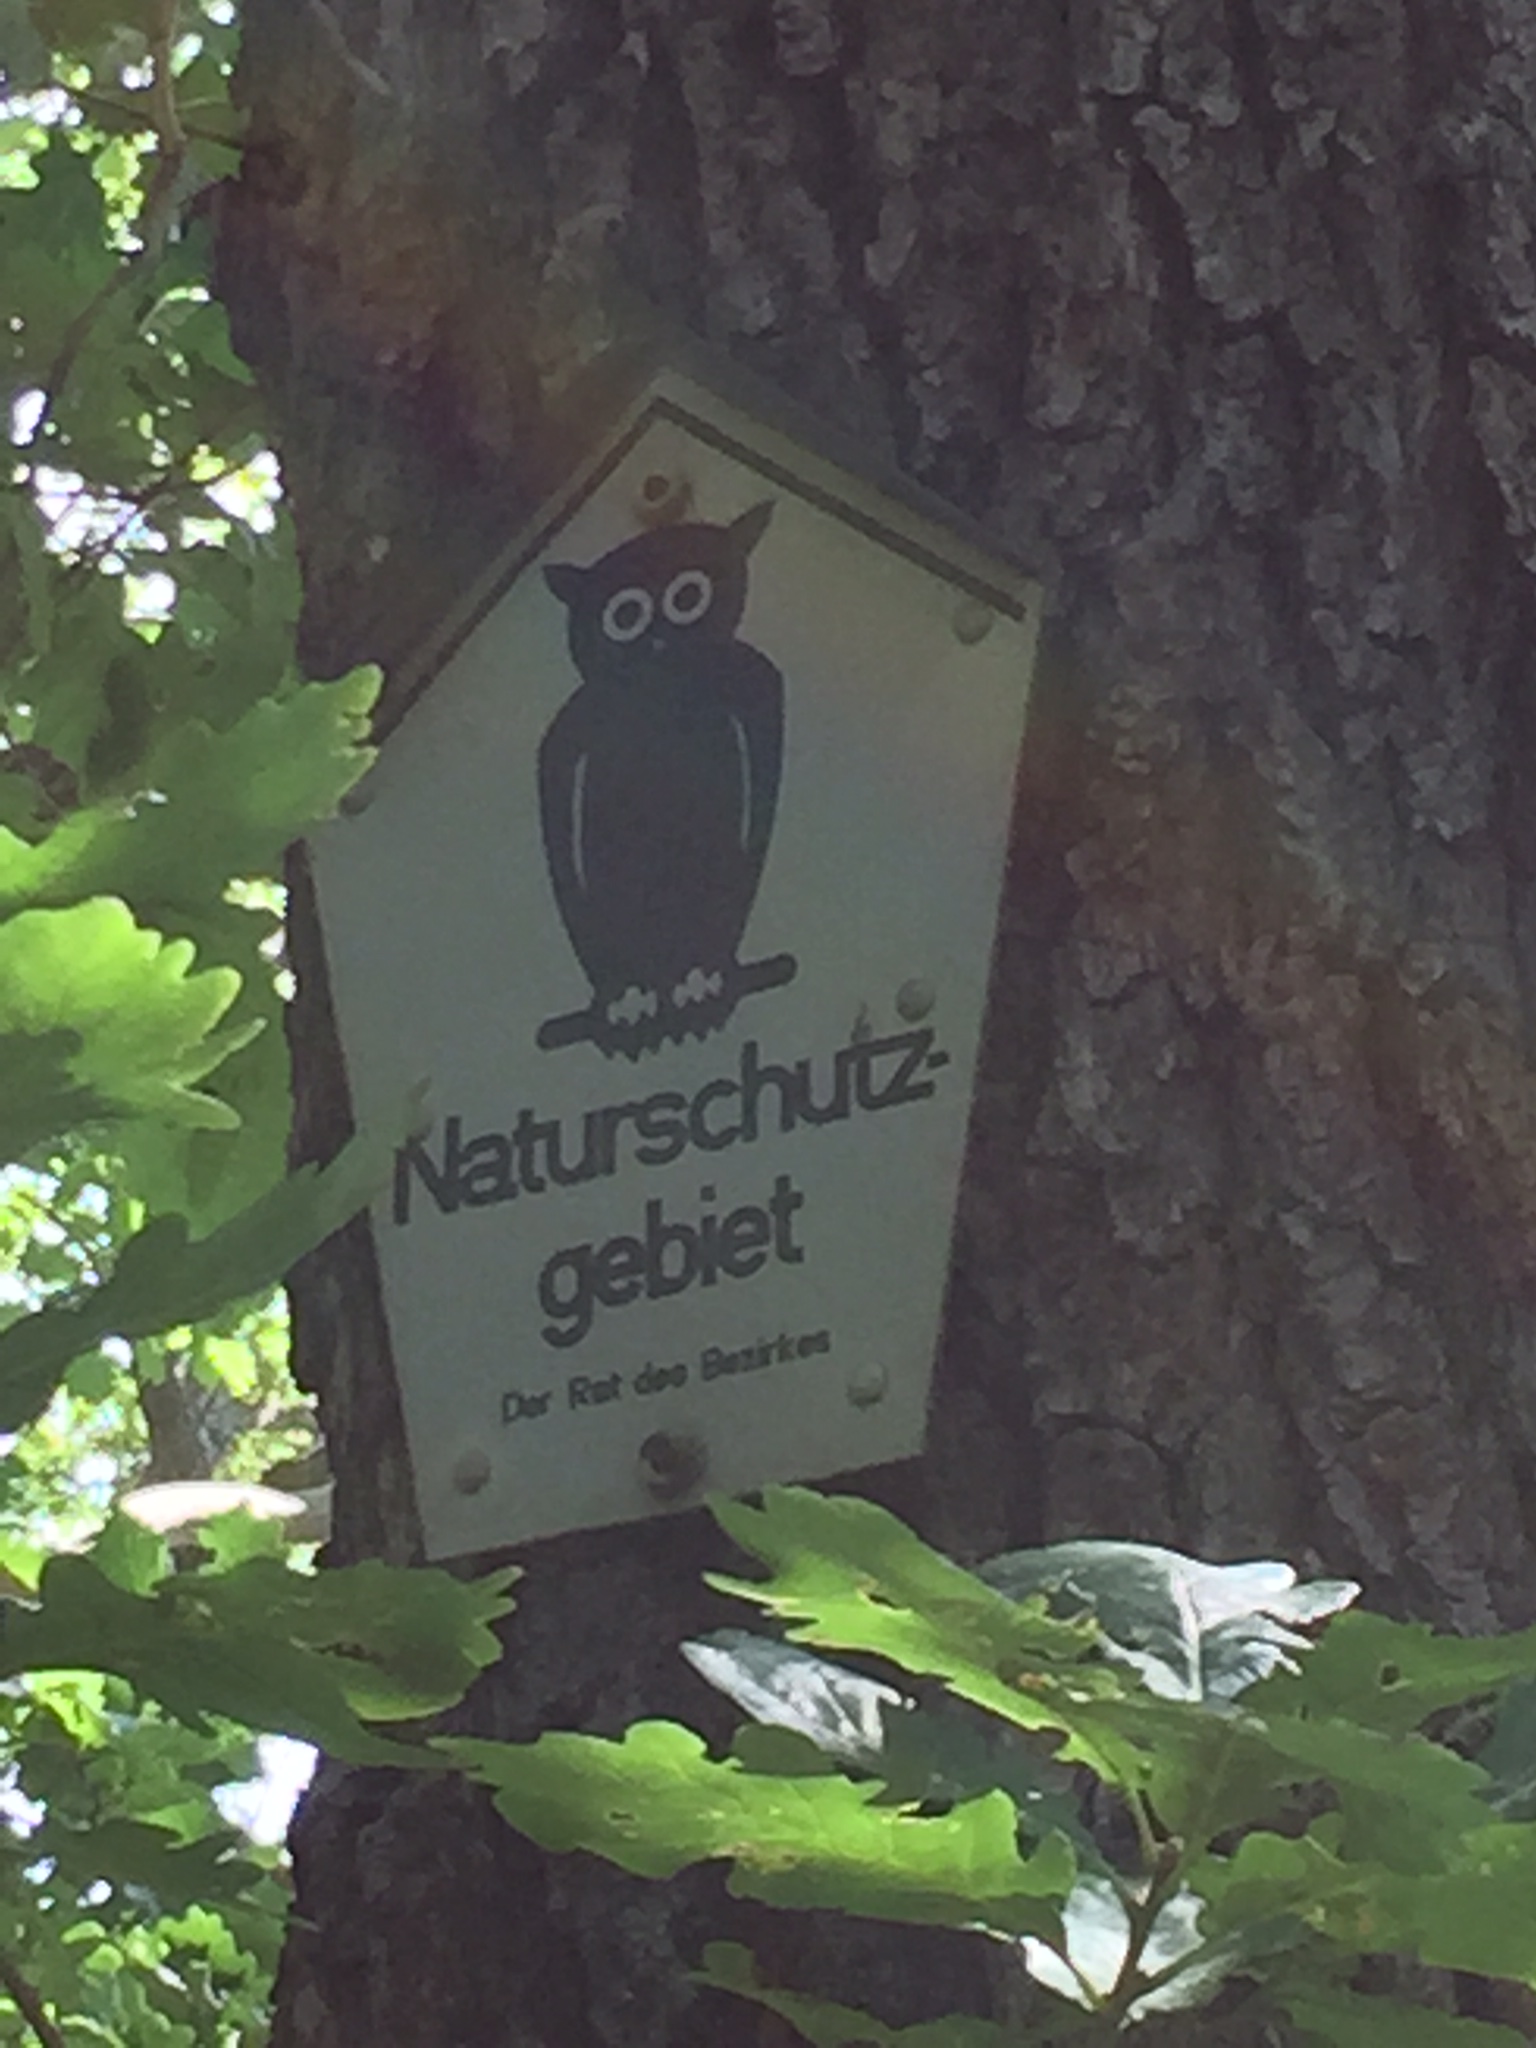 Naturschutz-
gebiet
Der Rat des Bezirkes